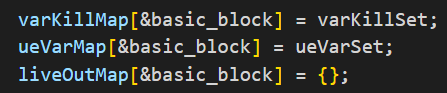 varKillMap[&basic_block] = varKillSet;
ueVarMap[&basic_block] = ueVarSet;
liveOutMap[&basic_block] = {};